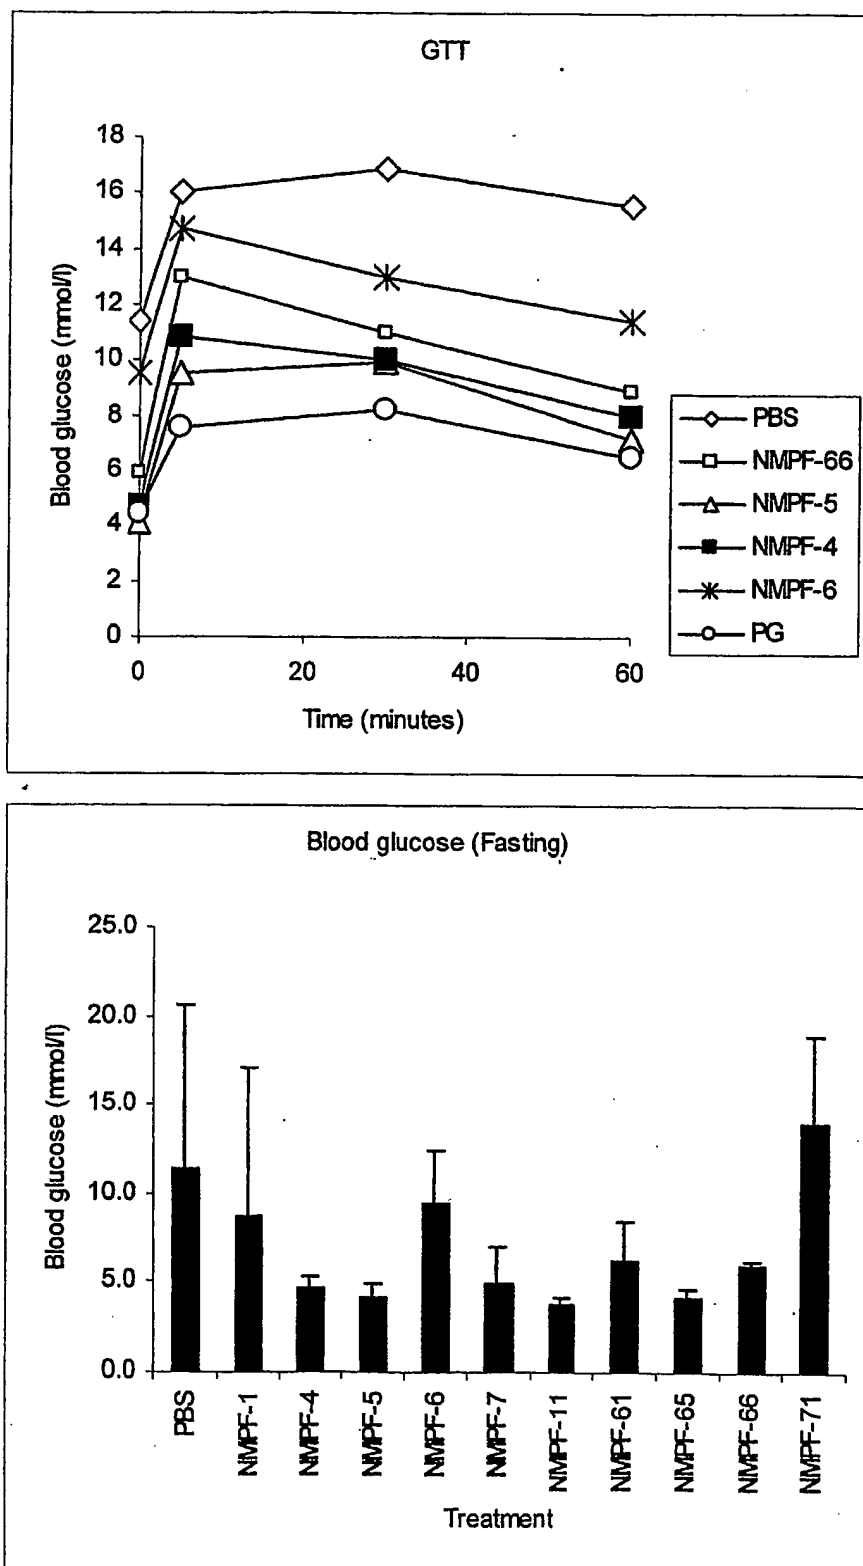 GTT
Blood glucose (mmol/l)
18
16
14
12
10
8
6
4
2
0
0 20 40 60
Time (minutes)
PBS
NMPF-66
NMPF-5
NMPF-4
NMPF-6
PG
Blood glucose (Fasting)
Blood glucose (mmol/l)
25.0
20.0
15.0
10.0
5.0
0.0
PBS
NMPF-1
NMPF-4
NMPF-5
NMPF-6
NMPF-7
NMPF-11
NMPF-61
NMPF-65
NMPF-66
NMPF-71
Treatment